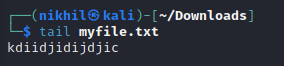 ┌──(nikhil㉿kali)-[~/Downloads]
└─$ tail myfile.txt
kdiidjidijdjic